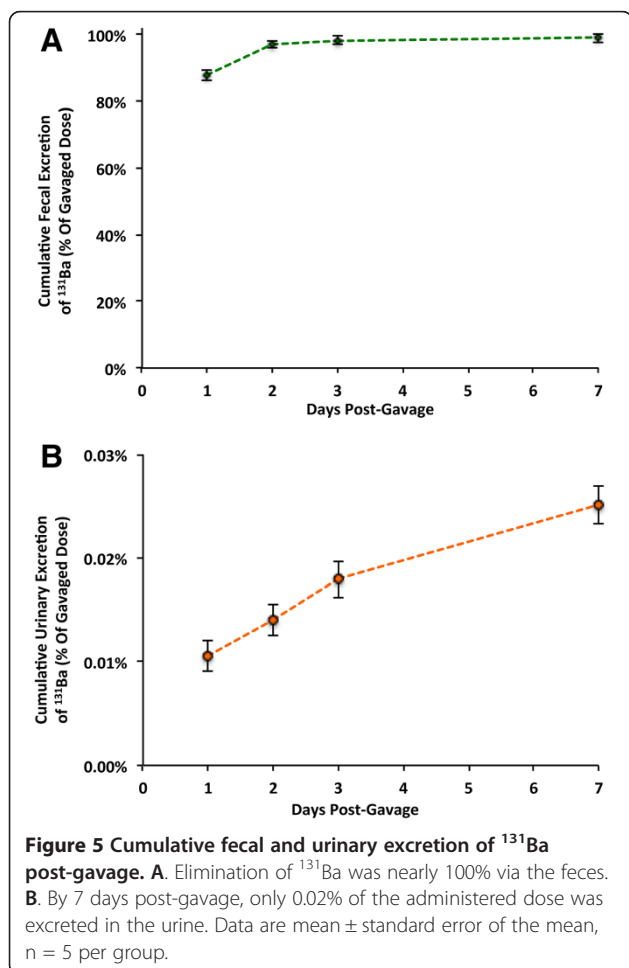 A
100%
80%
60%
40%
20%
0%
Cumulative Fecal Excretion
of ¹³¹Ba (% Of Gavaged Dose)
0 1 2 3 4 5 6 7
Days Post-Gavage
B
0.03%
0.02%
0.01%
0.00%
Cumulative Urinary Excretion
of ¹³¹Ba (% Of Gavaged Dose)
0 1 2 3 4 5 6 7
Days Post-Gavage
Figure 5 Cumulative fecal and urinary excretion of ¹³¹Ba
post-gavage. A. Elimination of ¹³¹Ba was nearly 100% via the feces.
B. By 7 days post-gavage, only 0.02% of the administered dose was
excreted in the urine. Data are mean ± standard error of the mean,
n = 5 per group.